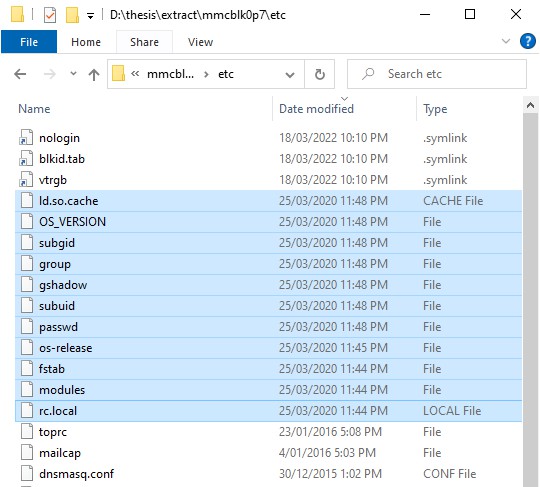 D:\thesis\extract\mmcblk0p7\etc
File Home Share View
« mmcbl... › etc Search etc
Name Date modified Type
nologin 18/03/2022 10:10 PM .symlink
blkid.tab 18/03/2022 10:10 PM .symlink
vtrgb 18/03/2022 10:10 PM .symlink
ld.so.cache 25/03/2020 11:48 PM CACHE File
OS_VERSION 25/03/2020 11:48 PM File
subgid 25/03/2020 11:48 PM File
group 25/03/2020 11:48 PM File
gshadow 25/03/2020 11:48 PM File
subuid 25/03/2020 11:48 PM File
passwd 25/03/2020 11:48 PM File
os-release 25/03/2020 11:45 PM File
fstab 25/03/2020 11:44 PM File
modules 25/03/2020 11:44 PM File
rc.local 25/03/2020 11:44 PM LOCAL File
toprc 23/01/2016 5:08 PM File
mailcap 4/01/2016 5:03 PM File
dnsmasq.conf 30/12/2015 1:02 PM CONF File